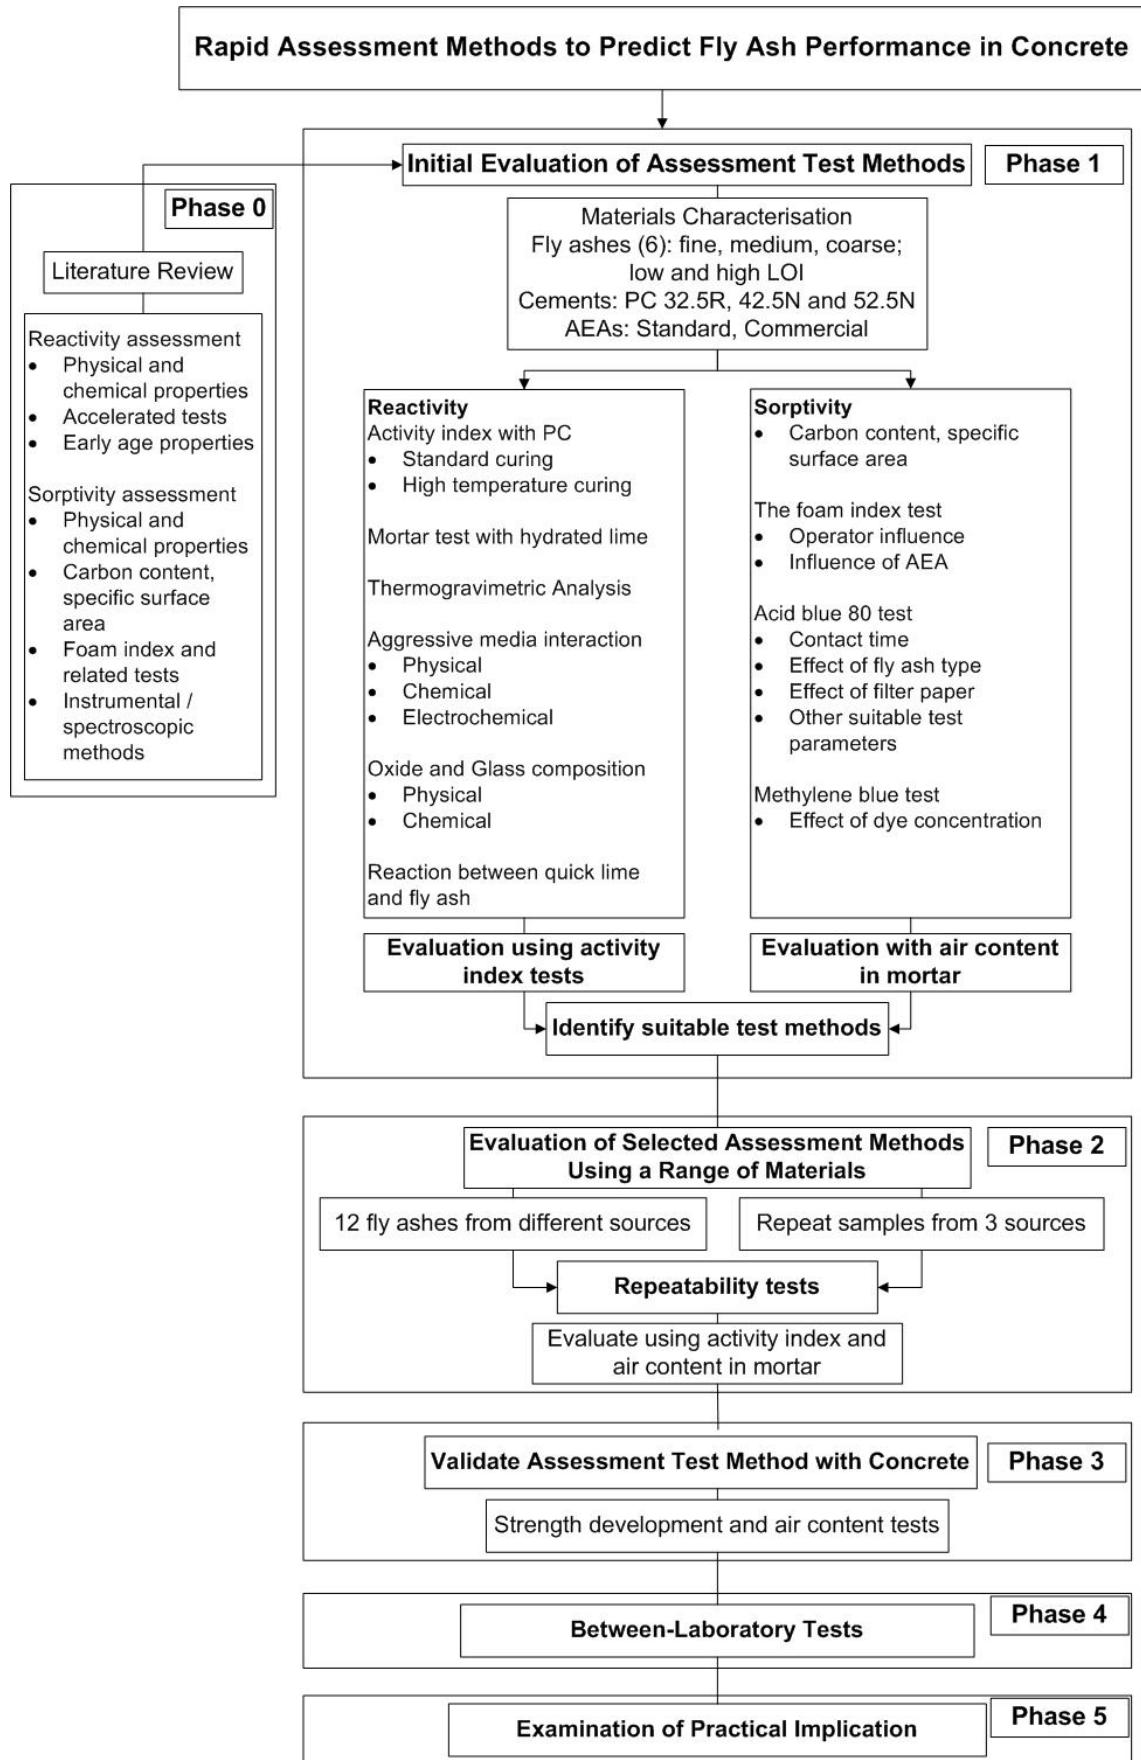 Rapid Assessment Methods to Predict Fly Ash Performance in Concrete
Phase 0
Literature Review
Reactivity assessment
• Physical and
chemical properties
• Accelerated tests
• Early age properties
Sorptivity assessment
• Physical and
chemical properties
• Carbon content,
specific surface
area
• Foam index and
related tests
• Instrumental /
spectroscopic
methods
Initial Evaluation of Assessment Test Methods
Phase 1
Materials Characterisation
Fly ashes (6): fine, medium, coarse;
low and high LOI
Cements: PC 32.5R, 42.5N and 52.5N
AEAs: Standard, Commercial
Reactivity
Activity index with PC
• Standard curing
• High temperature curing
Mortar test with hydrated lime
Thermogravimetric Analysis
Aggressive media interaction
• Physical
• Chemical
• Electrochemical
Oxide and Glass composition
• Physical
• Chemical
Reaction between quick lime
and fly ash
Evaluation using activity
index tests
Sorptivity
• Carbon content, specific
surface area
The foam index test
• Operator influence
• Influence of AEA
Acid blue 80 test
• Contact time
• Effect of fly ash type
• Effect of filter paper
• Other suitable test
parameters
Methylene blue test
• Effect of dye concentration
Evaluation with air content
in mortar
Identify suitable test methods
Evaluation of Selected Assessment Methods
Using a Range of Materials
Phase 2
12 fly ashes from different sources
Repeat samples from 3 sources
Repeatability tests
Evaluate using activity index and
air content in mortar
Validate Assessment Test Method with Concrete
Phase 3
Strength development and air content tests
Phase 4
Between-Laboratory Tests
Phase 5
Examination of Practical Implication